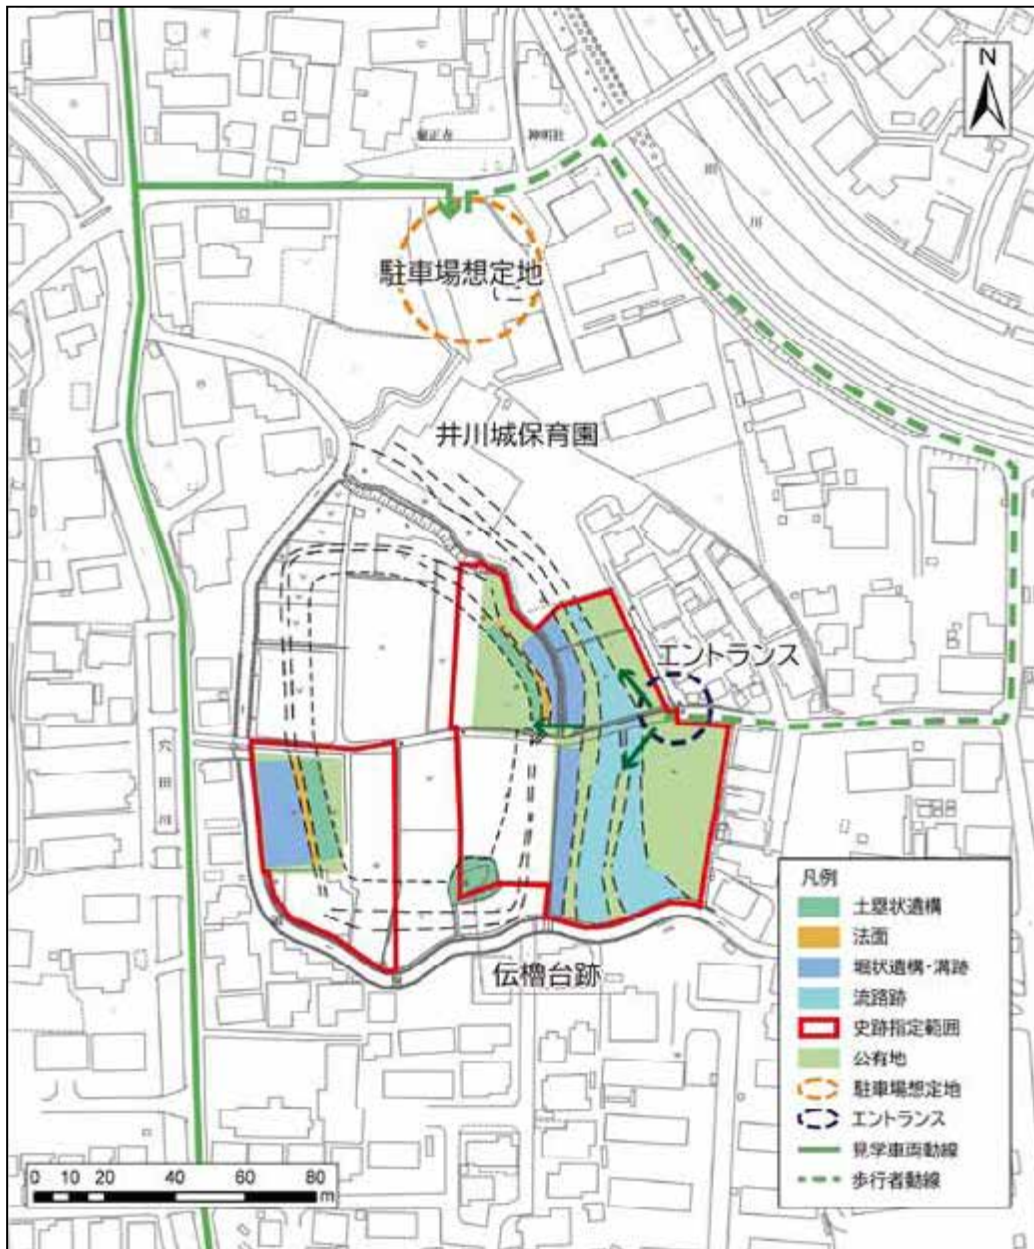 N
駐車場想定地
井川城保育園
エントランス
穴田川
川
伝櫓台跡
凡例
土塁状遺構
法面
堀状遺構・溝跡
流路跡
史跡指定範囲
公有地
駐車場想定地
エントランス
見学車両動線
歩行者動線
0 10 20 40 60 80
m